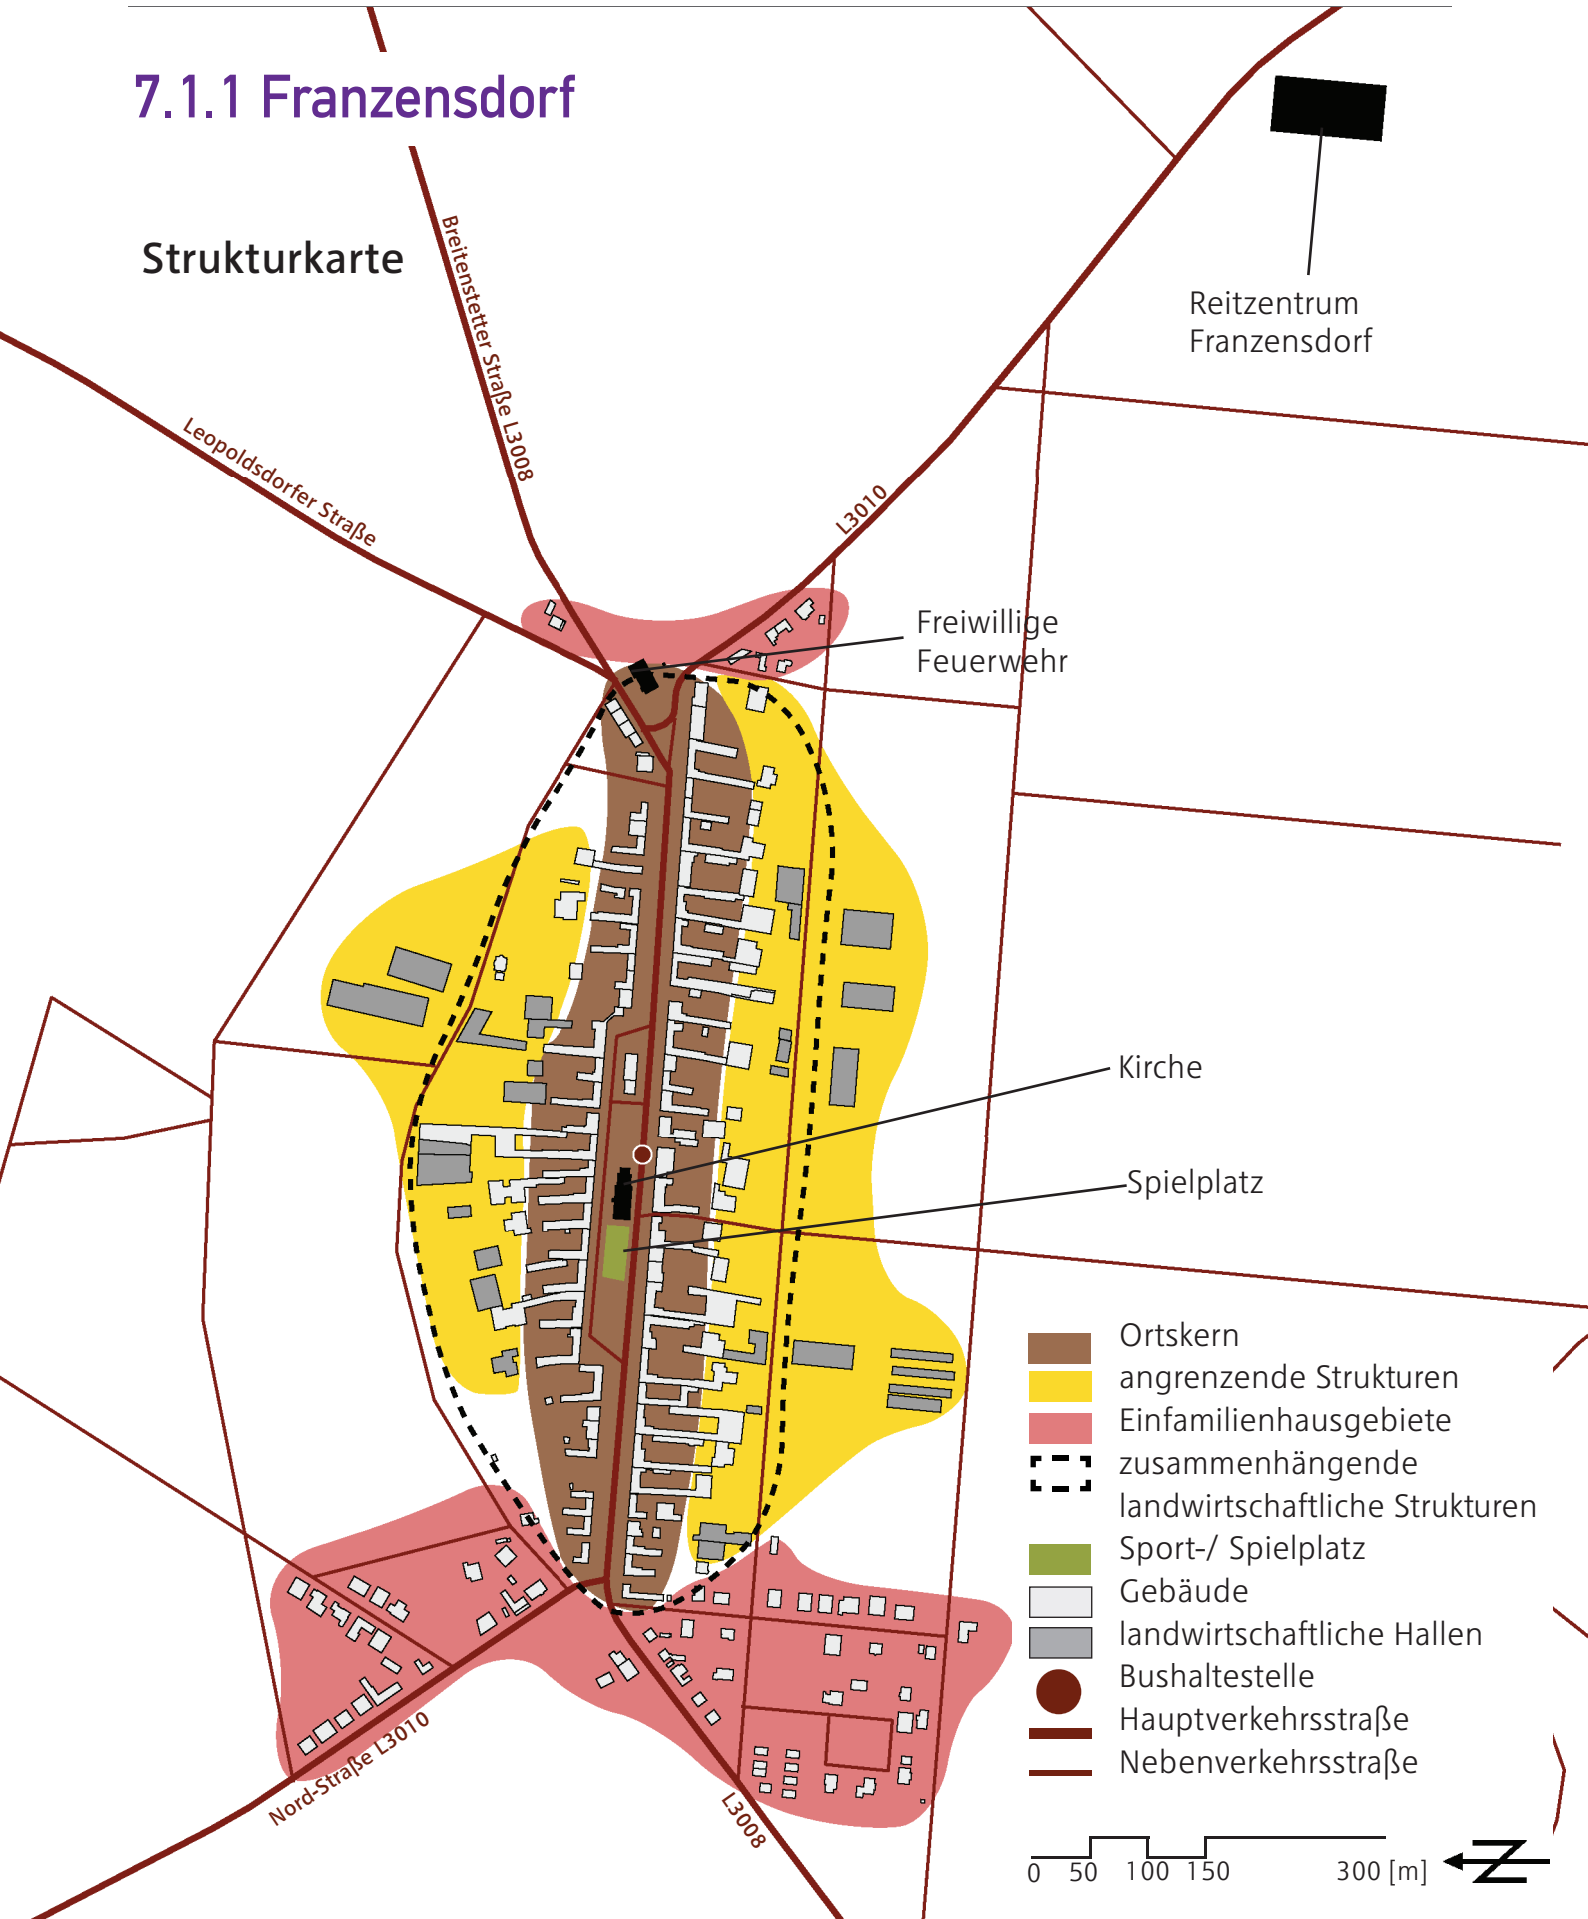 7.1.1 Franzensdorf
Strukturkarte
Breitenstetter Straße L3008
Reitzentrum
Franzensdorf
Leopoldsdorfer Straße
L3010
Freiwillige
Feuerwehr
Kirche
Spielplatz
Ortskern
angrenzende Strukturen
Einfamilienhausgebiete
zusammenhängende
landwirtschaftliche Strukturen
Sport-/ Spielplatz
Gebäude
landwirtschaftliche Hallen
Bushaltestelle
Hauptverkehrsstraße
Nebenverkehrsstraße
Nord-Straße L3010
L3008
0 50 100 150 300 [m]
N